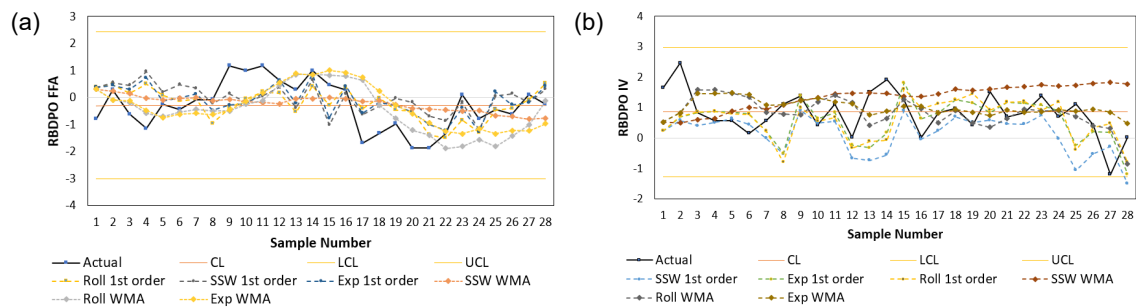 (a)
RBDPO FFA
3
2
1
0
-1
-2
-3
-4
1 2 3 4 5 6 7 8 9 10 11 12 13 14 15 16 17 18 19 20 21 22 23 24 25 26 27 28
Sample Number
Actual CL LCL UCL
Roll 1st order SSW 1st order Exp 1st order SSW WMA
Roll WMA Exp WMA
(b)
RBDPO IV
4
3
2
1
0
-1
-2
1 2 3 4 5 6 7 8 9 10 11 12 13 14 15 16 17 18 19 20 21 22 23 24 25 26 27 28
Sample Number
Actual CL LCL UCL
SSW 1st order Exp 1st order Roll 1st order SSW WMA
Roll WMA Exp WMA